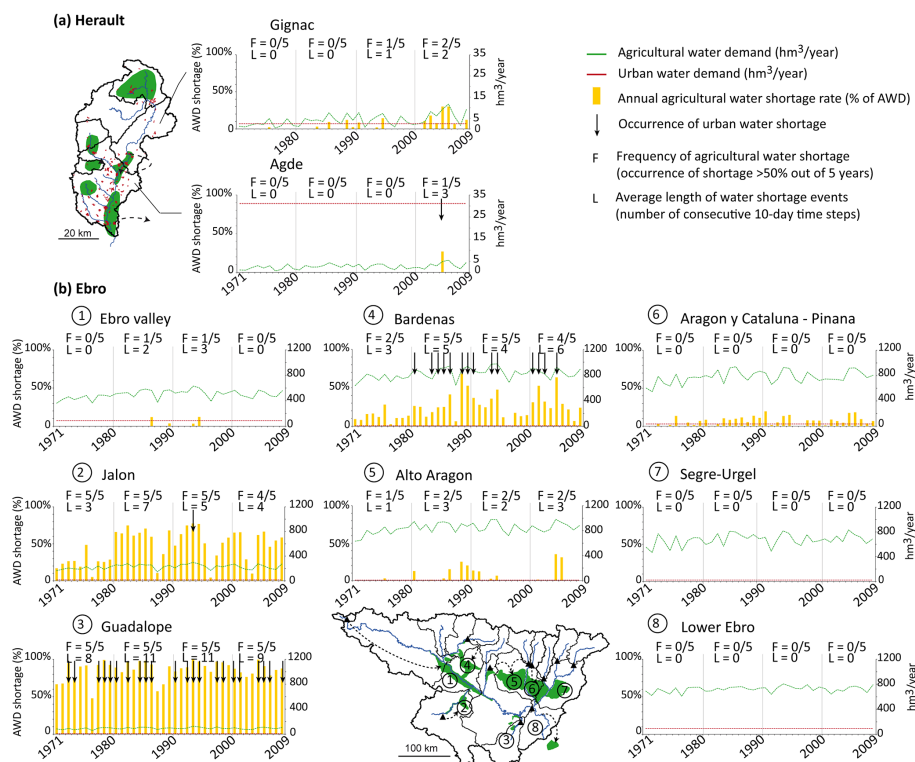 (a) Herault
Gignac
100%
F = 0/5 F = 0/5 F = 1/5 F = 2/5
L = 0 L = 0 L = 1 L = 2
35
25
15
5
0
50%
0
AWD shortage (%)
hm3/year
1980 1990 2000 2009
Agde
100%
F = 0/5 F = 0/5 F = 0/5 F = 1/5
L = 0 L = 0 L = 0 L = 3
35
25
15
5
0
50%
0
AWD shortage (%)
hm3/year
1971 1980 1990 2000 2009
20 km
Agricultural water demand (hm3/year)
Urban water demand (hm3/year)
Annual agricultural water shortage rate (% of AWD)
Occurrence of urban water shortage
F Frequency of agricultural water shortage
(occurrence of shortage >50% out of 5 years)
L Average length of water shortage events
(number of consecutive 10-day time steps)
(b) Ebro
1 Ebro valley
F = 0/5 F = 1/5 F = 1/5 F = 0/5
L = 0 L = 2 L = 3 L = 0
100%
50%
0
AWD shortage (%)
1200
800
400
0
1971 1980 1990 2000 2009
4 Bardenas
F = 2/5 F = 5/5 F = 5/5 F = 4/5
L = 3 L = 5 L = 4 L = 6
100%
50%
0
1200
800
400
0
1971 1980 1990 2000 2009
6 Aragon y Cataluna - Pinana
F = 0/5 F = 0/5 F = 0/5 F = 0/5
L = 0 L = 0 L = 0 L = 0
100%
50%
0
1200
800
400
0
hm3/year
1971 1980 1990 2000 2009
2 Jalon
F = 5/5 F = 5/5 F = 5/5 F = 4/5
L = 3 L = 7 L = 5 L = 4
100%
50%
0
AWD shortage (%)
1200
800
400
0
1971 1980 1990 2000 2009
5 Alto Aragon
F = 1/5 F = 2/5 F = 2/5 F = 2/5
L = 1 L = 3 L = 2 L = 3
100%
50%
0
1200
800
400
0
1971 1980 1990 2000 2009
7 Segre-Urgel
F = 0/5 F = 0/5 F = 0/5 F = 0/5
L = 0 L = 0 L = 0 L = 0
100%
50%
0
1200
800
400
0
hm3/year
1971 1980 1990 2000 2009
3 Guadalope
F = 5/5 F = 5/5 F = 5/5 F = 5/5
L = 8 L = 11 L = 11 L = 9
100%
50%
0
AWD shortage (%)
1200
800
400
0
1971 1980 1990 2000 2009
1
4
5
6
7
2
3
8
100 km
8 Lower Ebro
F = 0/5 F = 0/5 F = 0/5 F = 0/5
L = 0 L = 0 L = 0 L = 0
100%
50%
0
1200
800
400
0
hm3/year
1971 1980 1990 2000 2009